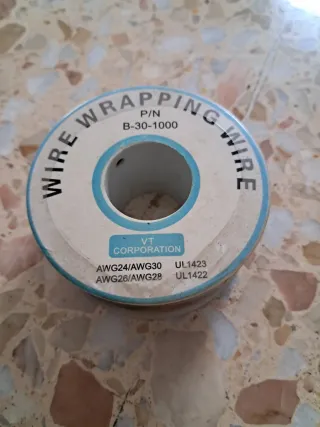 WIRE WRAPPING WIRE
P/N
B-30-1000
VT
CORPORATION
AWG24/AWG30 UL1423
AWG26/AWG28 UL1422